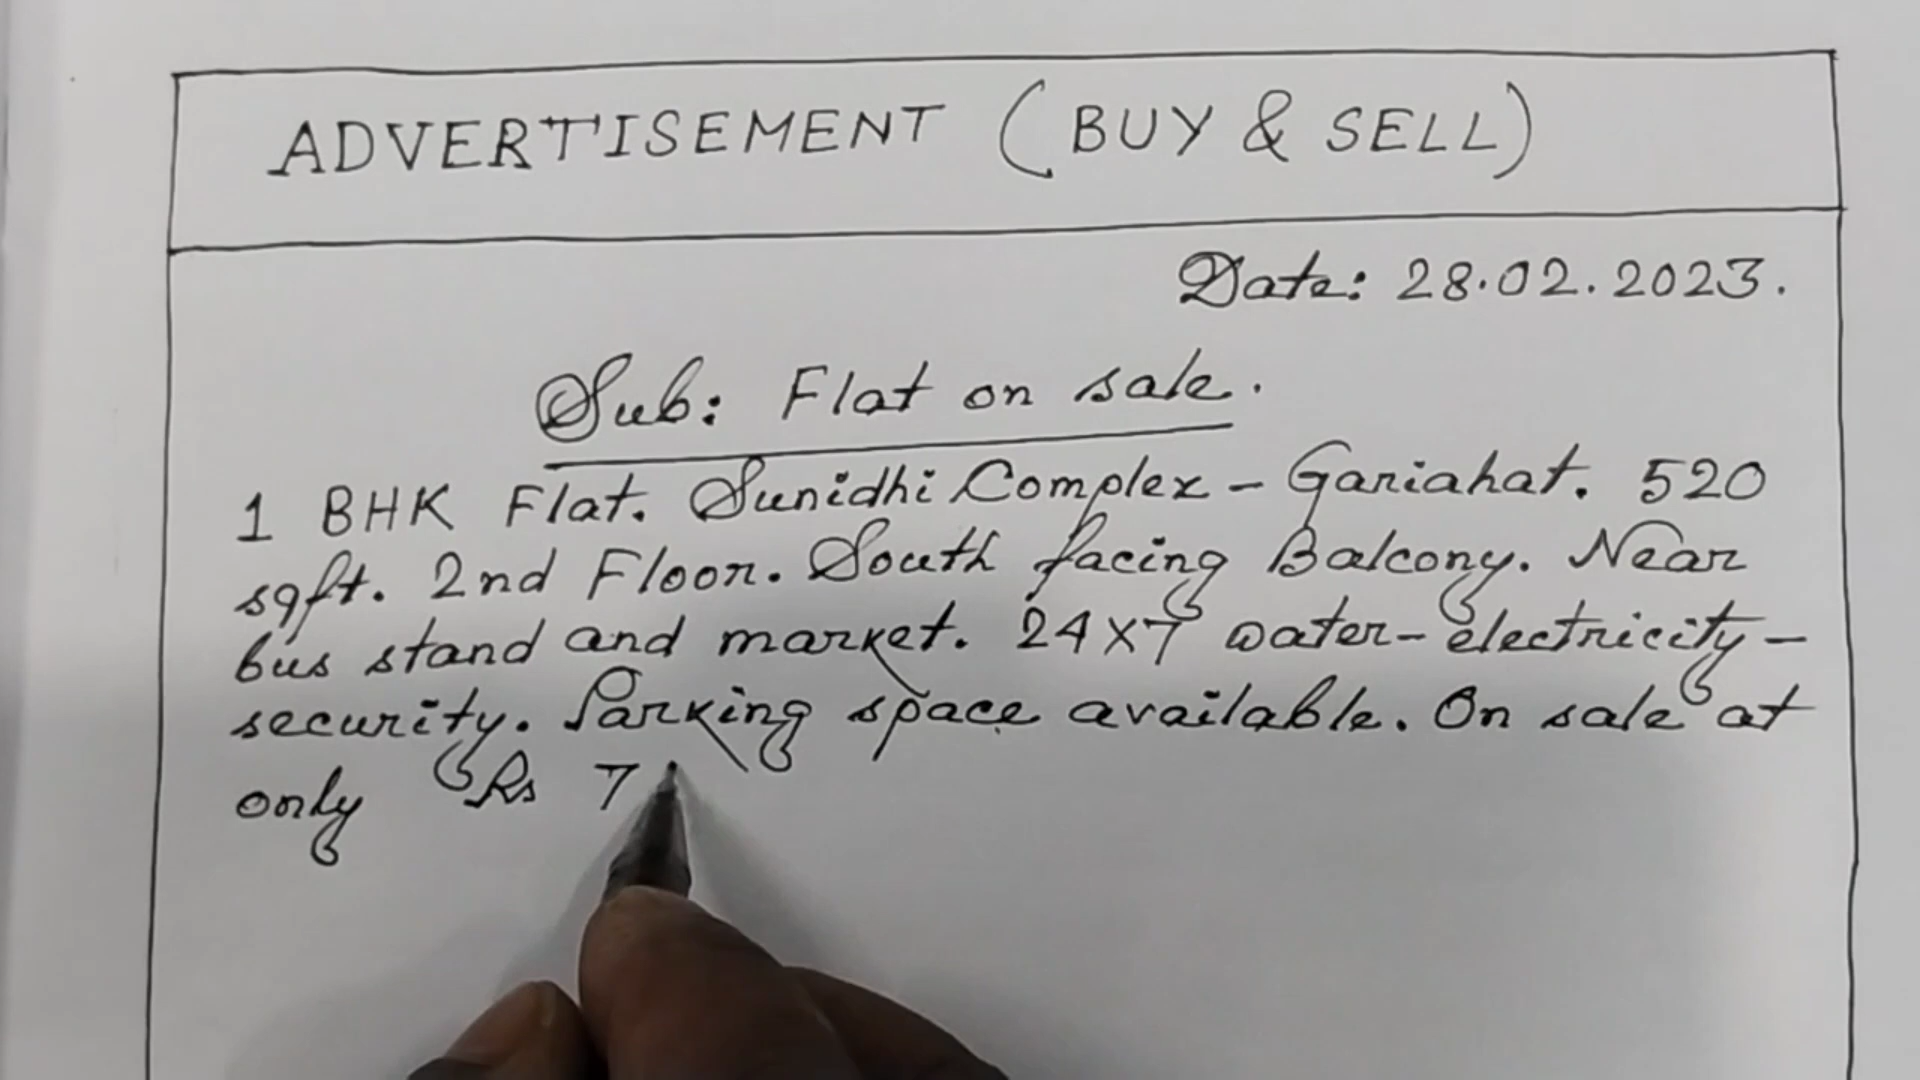 ADVERTISEMENT (BUY & SELL)
Date: 28.02.2023.
Sub: Flat on sale.
1 BHK Flat. Sunidhi Complex - Gariahat. 520
sqft. 2nd Floor. South facing Balcony. Near
bus stand and market. 24X7 water-electricity-
security. Parking space available. On sale at
only Rs 7